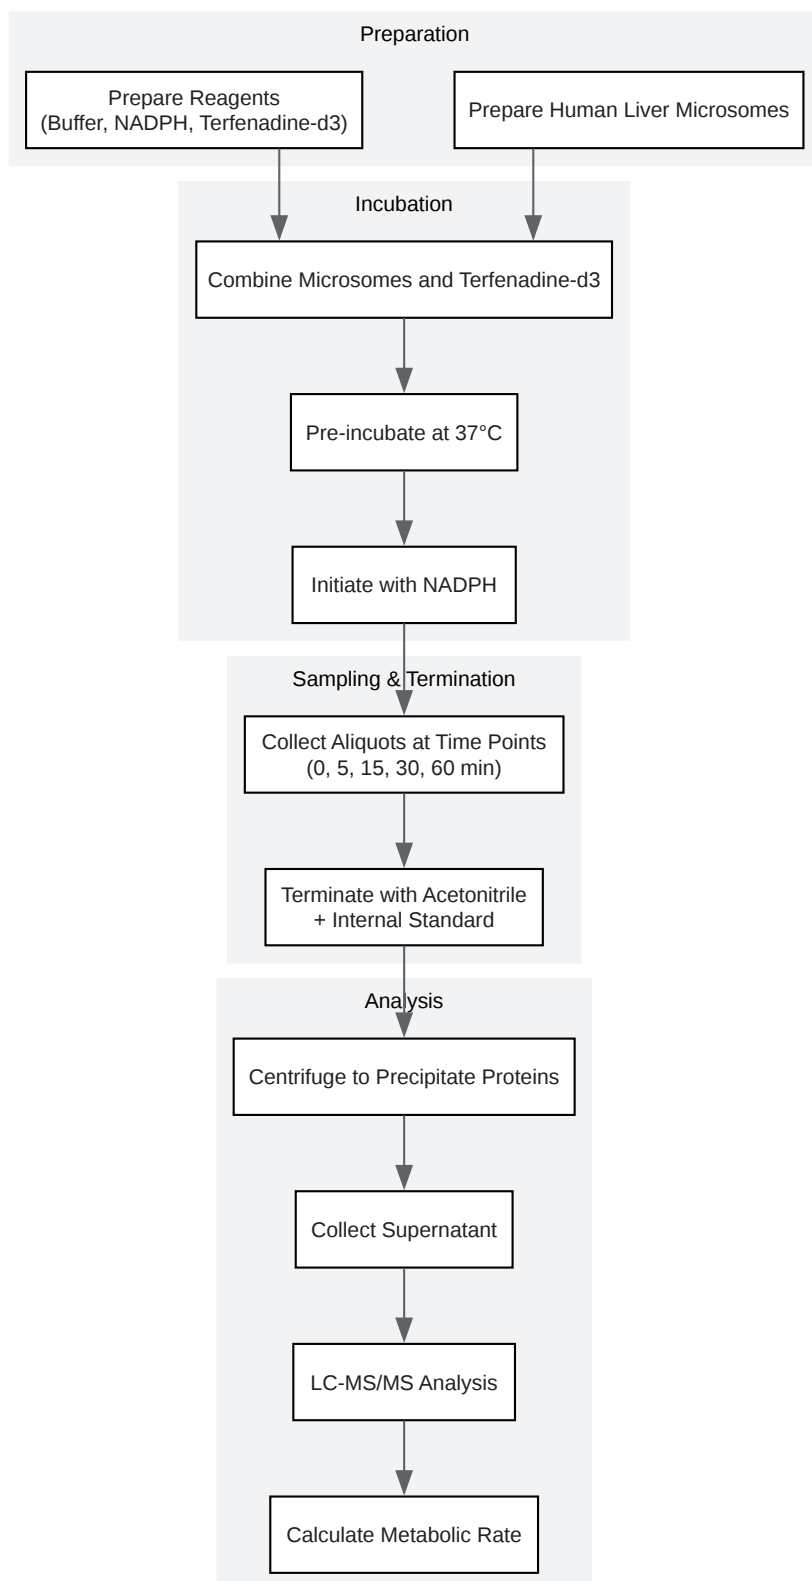 Preparation
Prepare Reagents
(Buffer, NADPH, Terfenadine-d3)
Prepare Human Liver Microsomes
Incubation
Combine Microsomes and Terfenadine-d3
Pre-incubate at 37°C
Initiate with NADPH
Sampling & Termination
Collect Aliquots at Time Points
(0, 5, 15, 30, 60 min)
Terminate with Acetonitrile
+ Internal Standard
Analysis
Centrifuge to Precipitate Proteins
Collect Supernatant
LC-MS/MS Analysis
Calculate Metabolic Rate